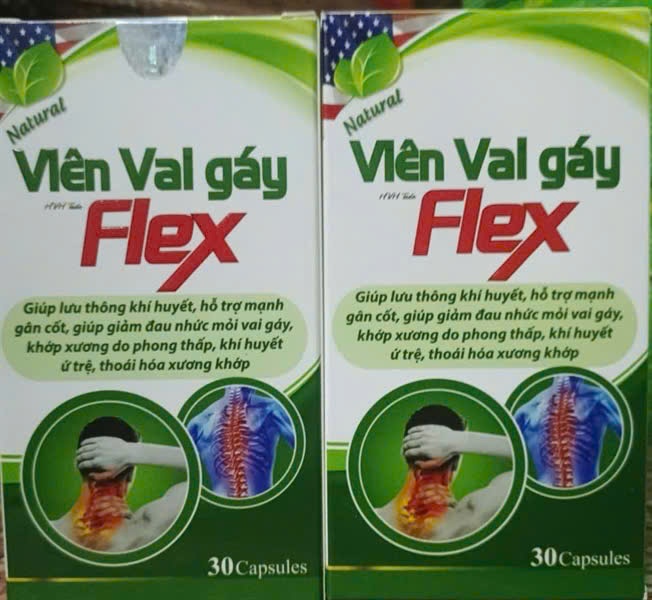 Natural
Viên Vai gáy
Flex
Giúp lưu thông khí huyết, hỗ trợ mạnh
gân cốt, giúp giảm đau nhức mỏi vai gáy,
khớp xương do phong thấp, khí huyết
ứ trệ, thoái hóa xương khớp
30 Capsules
Natural
Viên Vai gáy
Flex
Giúp lưu thông khí huyết, hỗ trợ mạnh
gân cốt, giúp giảm đau nhức mỏi vai gáy,
khớp xương do phong thấp, khí huyết
ứ trệ, thoái hóa xương khớp
30 Capsules